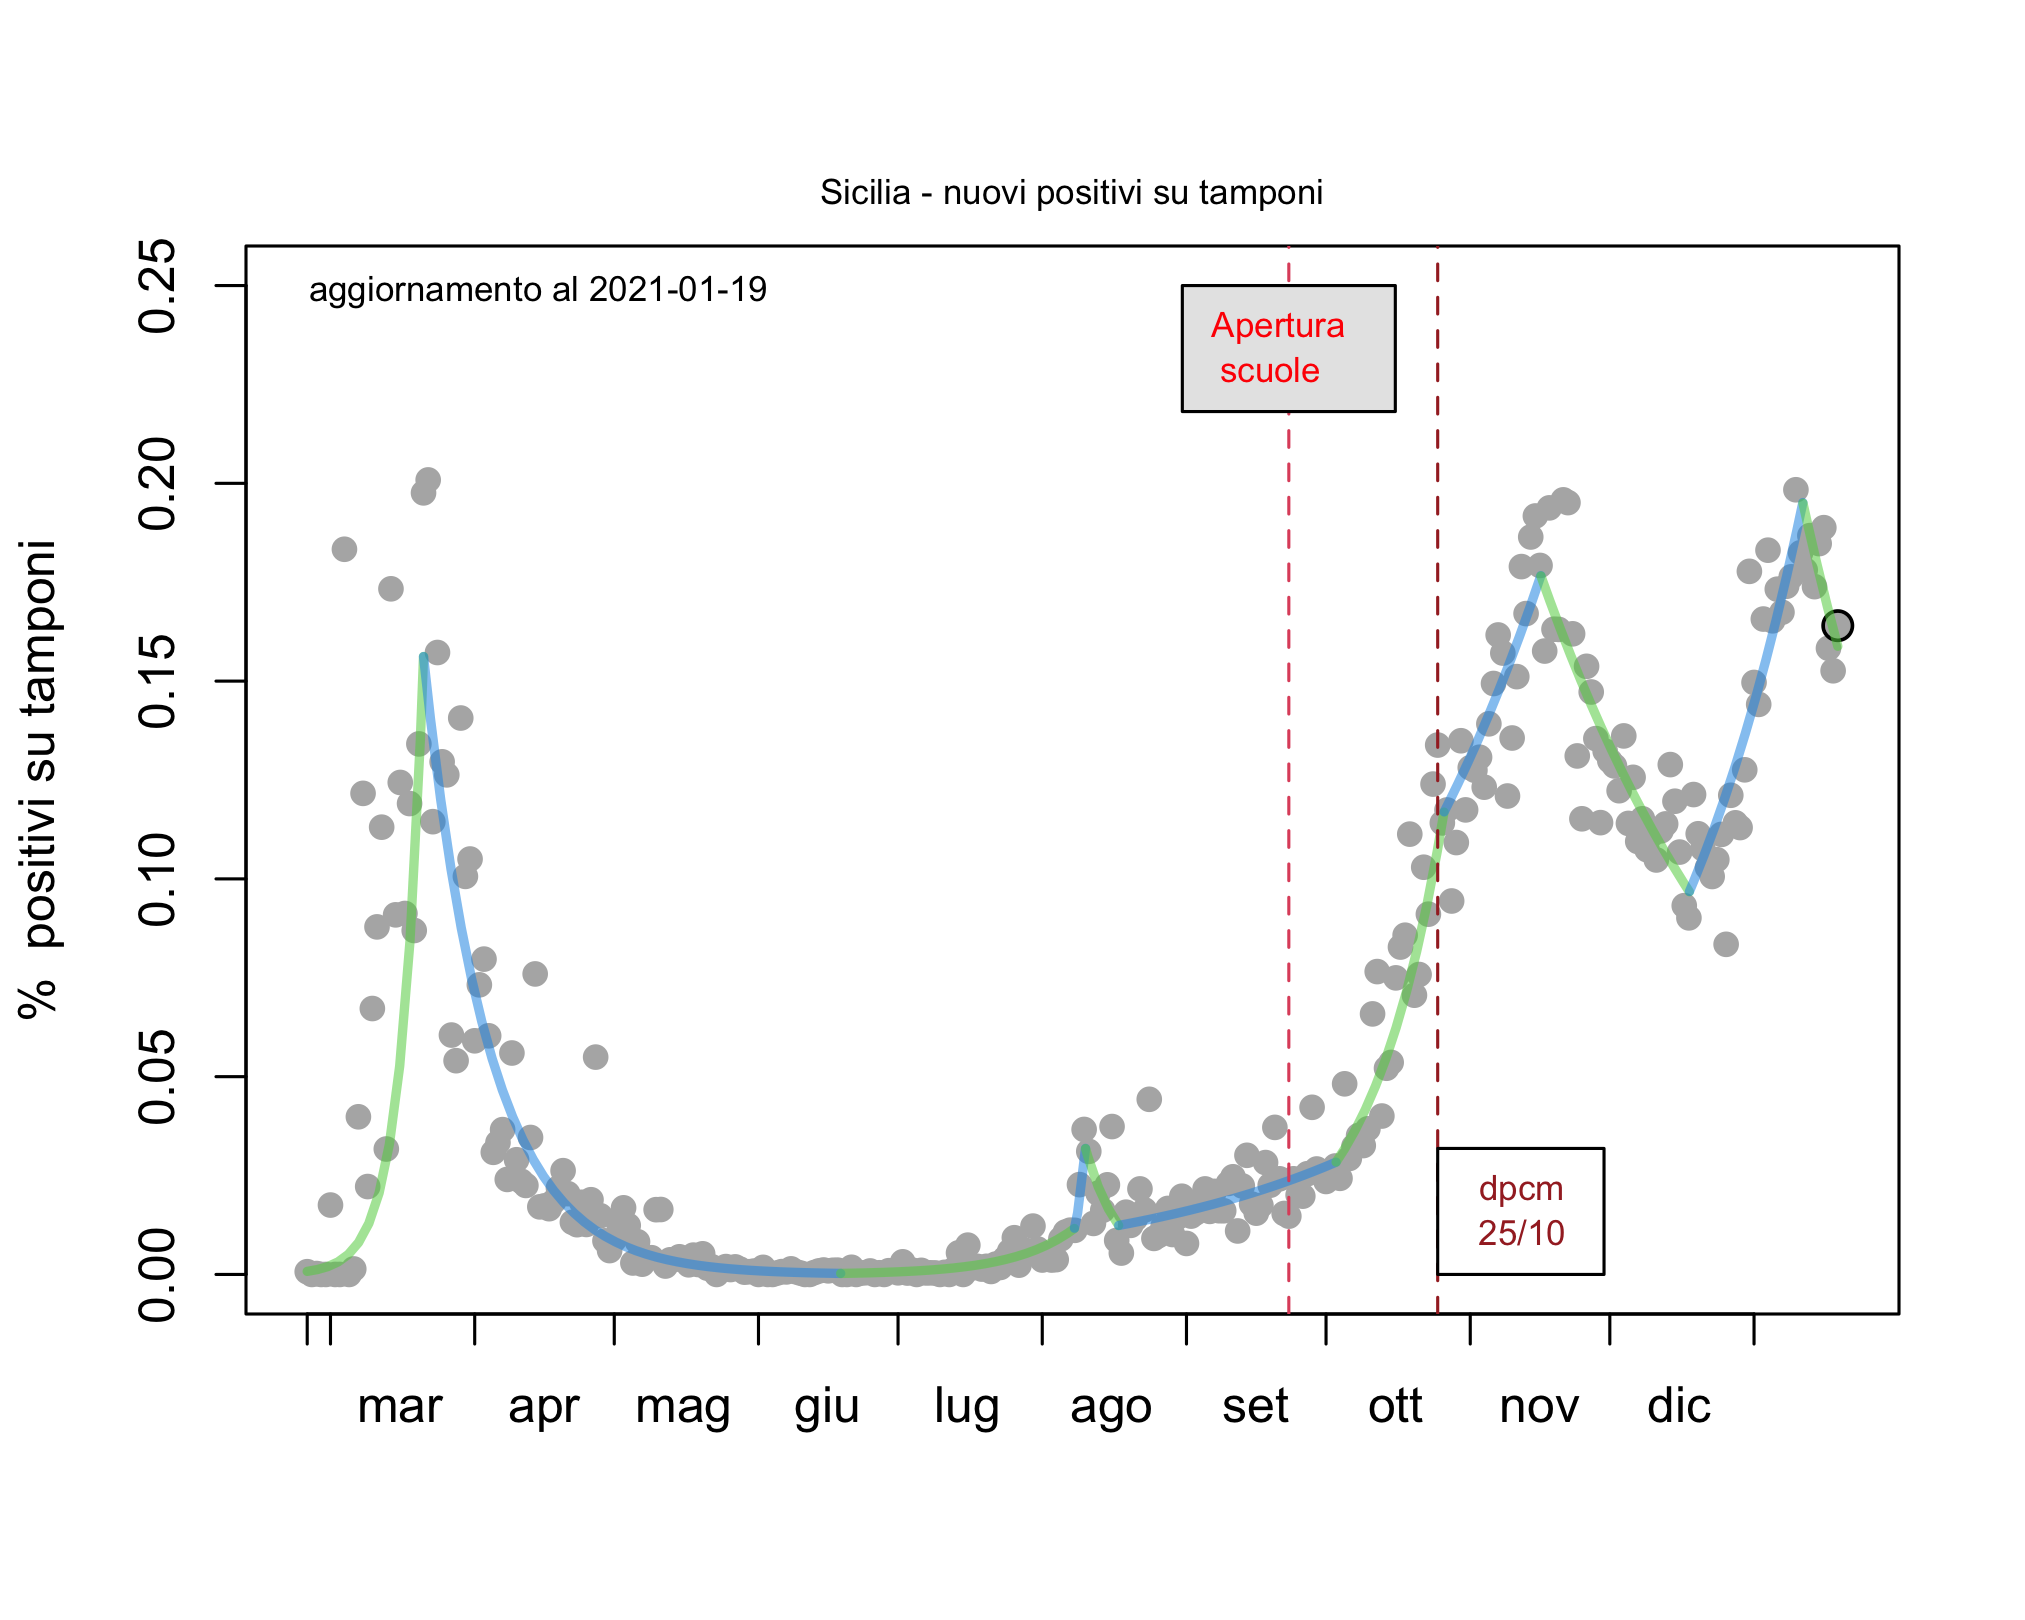 Sicilia - nuovi positivi su tamponi
aggiornamento al 2021-01-19
Apertura
scuole
dpcm
25/10
% positivi su tamponi
0.25
0.20
0.15
0.10
0.05
0.00
mar apr mag giu lug ago set ott nov dic